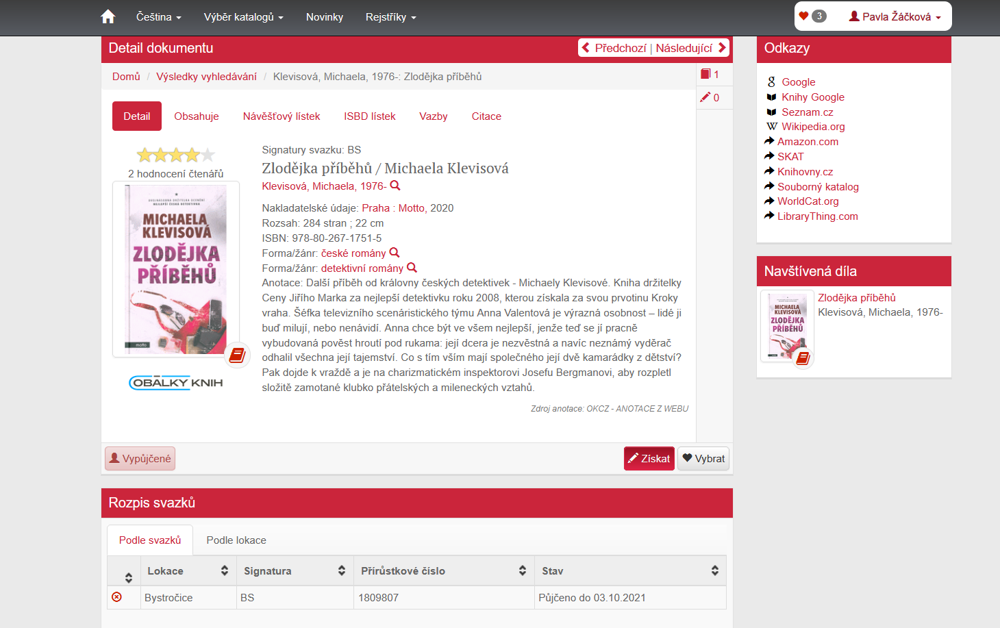 Čeština
Výběr katalogů
Novinky
Rejstříky
3
Pavla Žáčková
Detail dokumentu
Předchozí | Následující
Domů / Výsledky vyhledávání / Klevisová, Michaela, 1976-: Zlodějka příběhů
1
0
Detail
Obsahuje
Návěšťový lístek
ISBD lístek
Vazby
Citace
2 hodnocení čtenářů
MICHAELA
KLEVISOVÁ
ZLODĚJKA
PŘÍBĚHŮ
motto
OBÁLKY KNIH
Signatury svazku: BS
Zlodějka příběhů / Michaela Klevisová
Klevisová, Michaela, 1976-
Nakladatelské údaje: Praha : Motto, 2020
Rozsah: 284 stran ; 22 cm
ISBN: 978-80-267-1751-5
Forma/žánr: české romány
Forma/žánr: detektivní romány
Anotace: Další příběh od královny českých detektivek - Michaely Klevisové. Kniha držitelky
Ceny Jiřího Marka za nejlepší detektivku roku 2008, kterou získala za svou prvotinu Kroky
vraha. Šéfka televizního scenáristického týmu Anna Valentová je výrazná osobnost – lidé ji
buď milují, nebo nenávidí. Anna chce být ve všem nejlepší, jenže teď se jí pracně
vybudovaná pověst hroutí pod rukama: její dcera je nezvěstná a navíc neznámý vyděrač
odhalil všechna její tajemství. Co s tím vším mají společného její dvě kamarádky z dětství?
Pak dojde k vraždě a je na charizmatickém inspektorovi Josefu Bergmanovi, aby rozpletl
složitě zamotané klubko přátelských a mileneckých vztahů.
Zdroj anotace: OKCZ - ANOTACE Z WEBU
Vypůjčené
Získat
Vybrat
Rozpis svazků
Podle svazků
Podle lokace
Lokace
Signatura
Přírůstkové číslo
Stav
Bystročice
BS
1809807
Půjčeno do 03.10.2021
Odkazy
Google
Knihy Google
Seznam.cz
Wikipedia.org
Amazon.com
SKAT
Knihovny.cz
Souborný katalog
WorldCat.org
LibraryThing.com
Navštívená díla
MICHAELA
KLEVISOVÁ
ZLODĚJKA
PŘÍBĚHŮ
Zlodějka příběhů
Klevisová, Michaela, 1976-